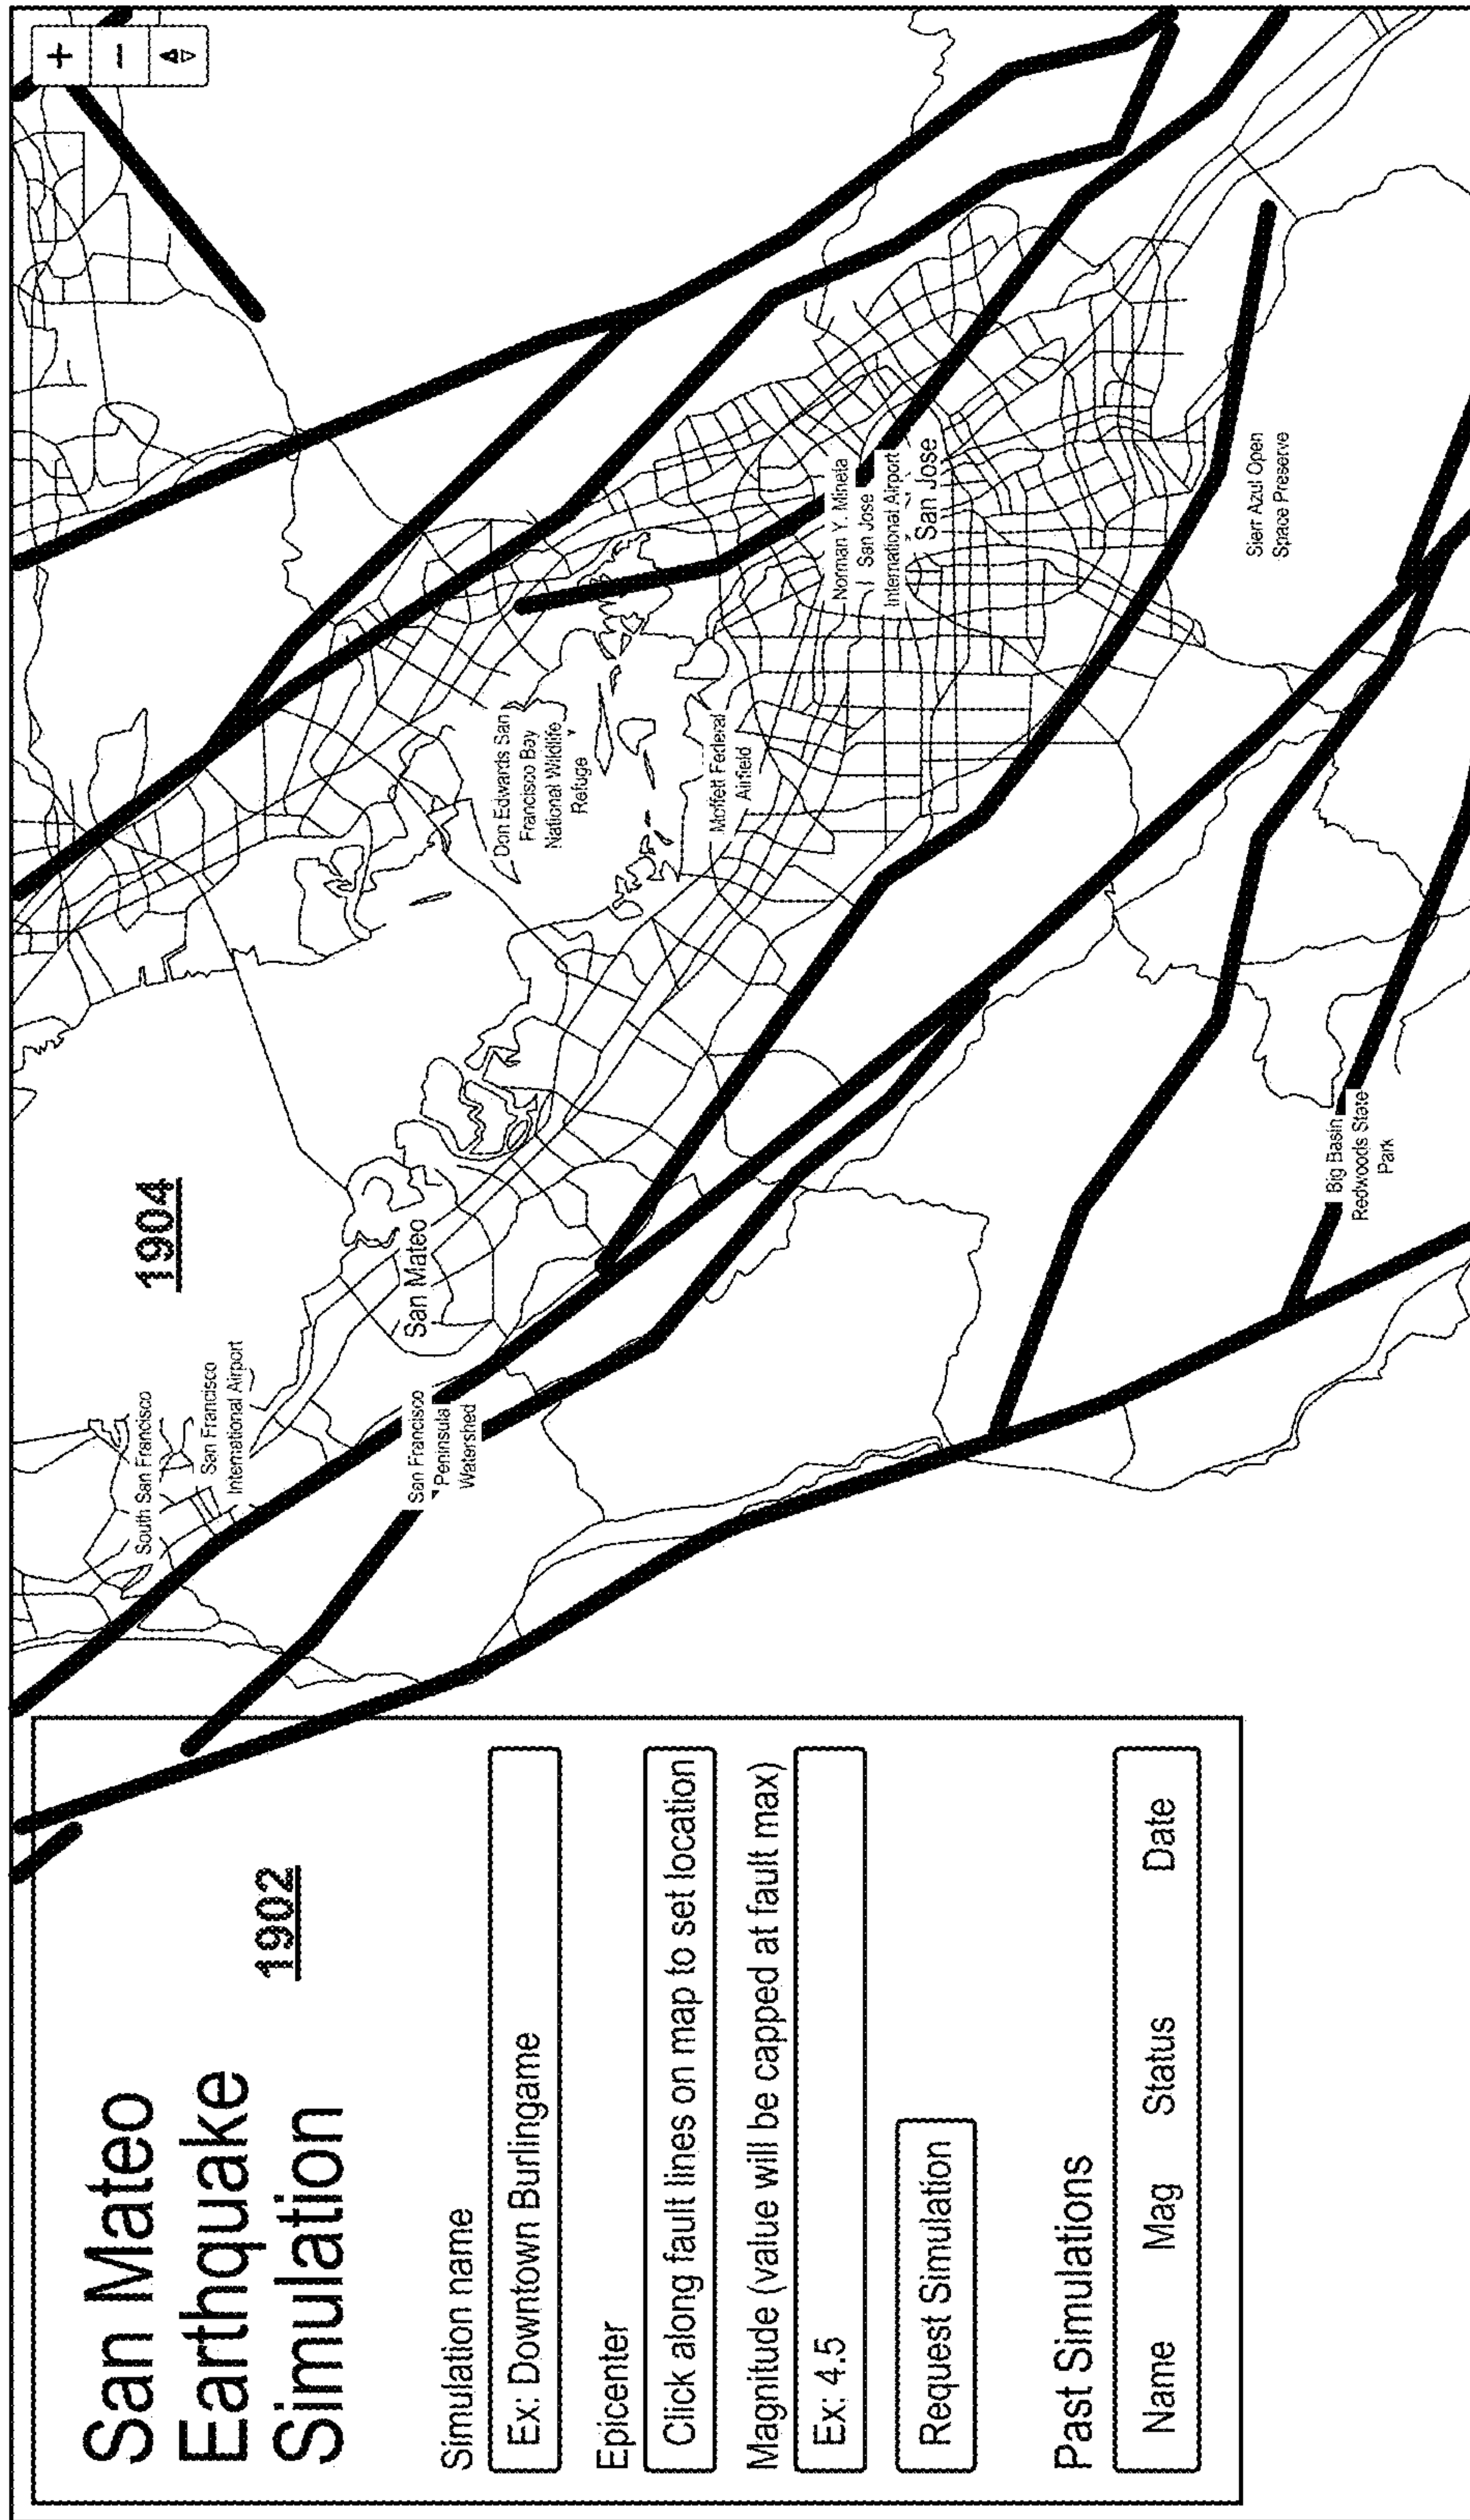 San Mateo
Earthquake
Simulation
1902
Simulation name
Ex: Downtown Burlingame
Epicenter
Click along fault lines on map to set location
Magnitude (value will be capped at fault max)
Ex: 4.5
Request Simulation
Past Simulations
Name Mag Status Date
1904
South San Francisco
San Francisco
International Airport
San Mateo
San Francisco
Peninsula
Watershed
Don Edwards San
Francisco Bay
National Wildlife
Refuge
Moffett Federal
Airfield
Norman Y. Mineta
San Jose
International Airport
San Jose
Sierr Azul Open
Space Preserve
Big Basin
Redwoods State
Park
+
−